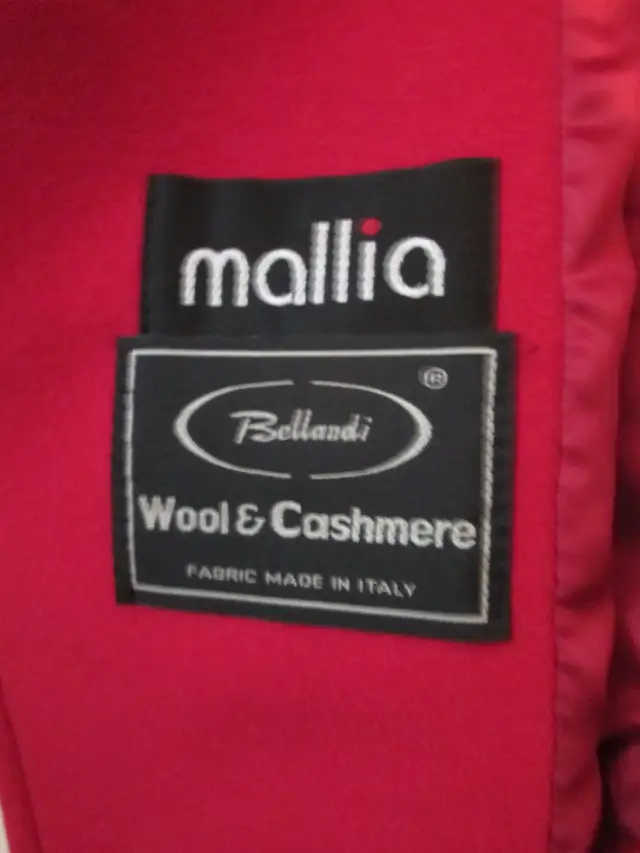 mallia
®
Bellandi
Wool & Cashmere
FABRIC MADE IN ITALY